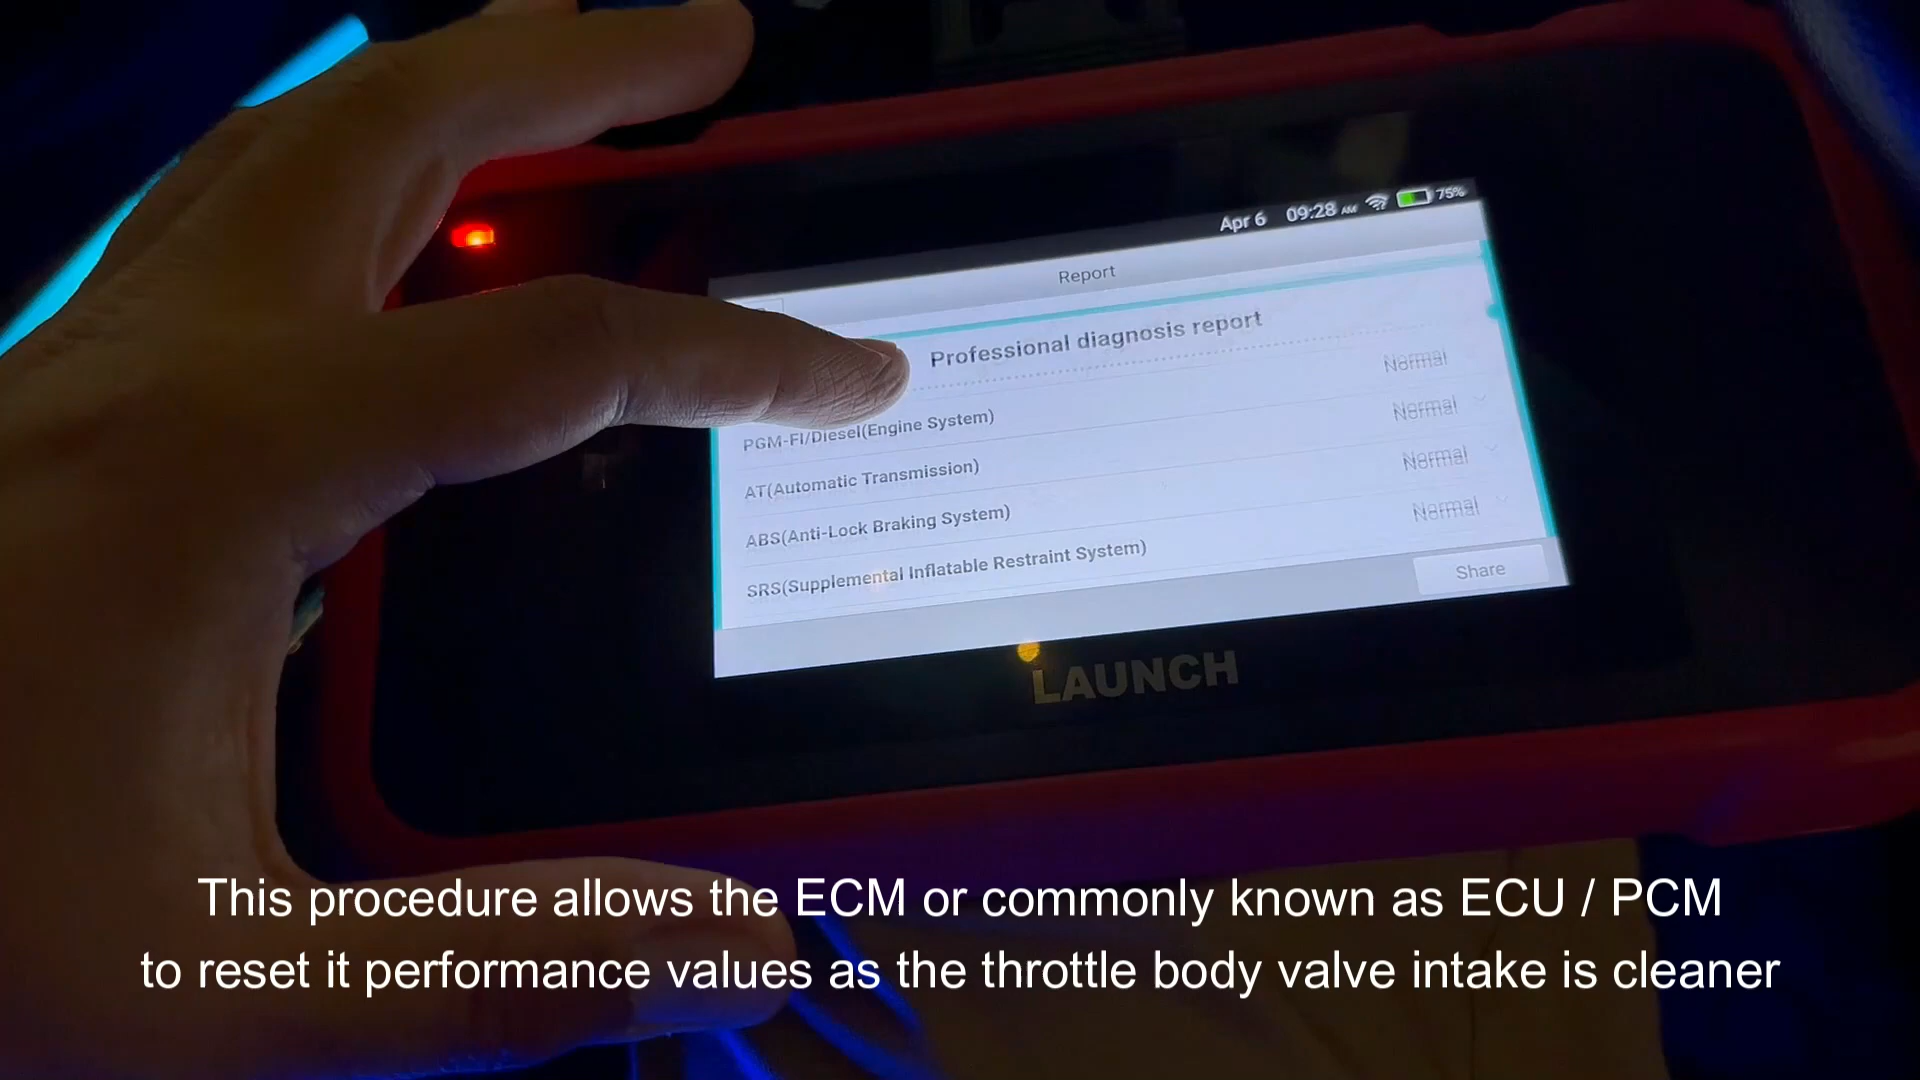 Apr 6 09:28 AM 75%
Report
Professional diagnosis report
Normal
PGM-FI/Diesel(Engine System) Normal
AT(Automatic Transmission) Normal
ABS(Anti-Lock Braking System) Normal
SRS(Supplemental Inflatable Restraint System)
Share
LAUNCH
This procedure allows the ECM or commonly known as ECU / PCM
to reset it performance values as the throttle body valve intake is cleaner